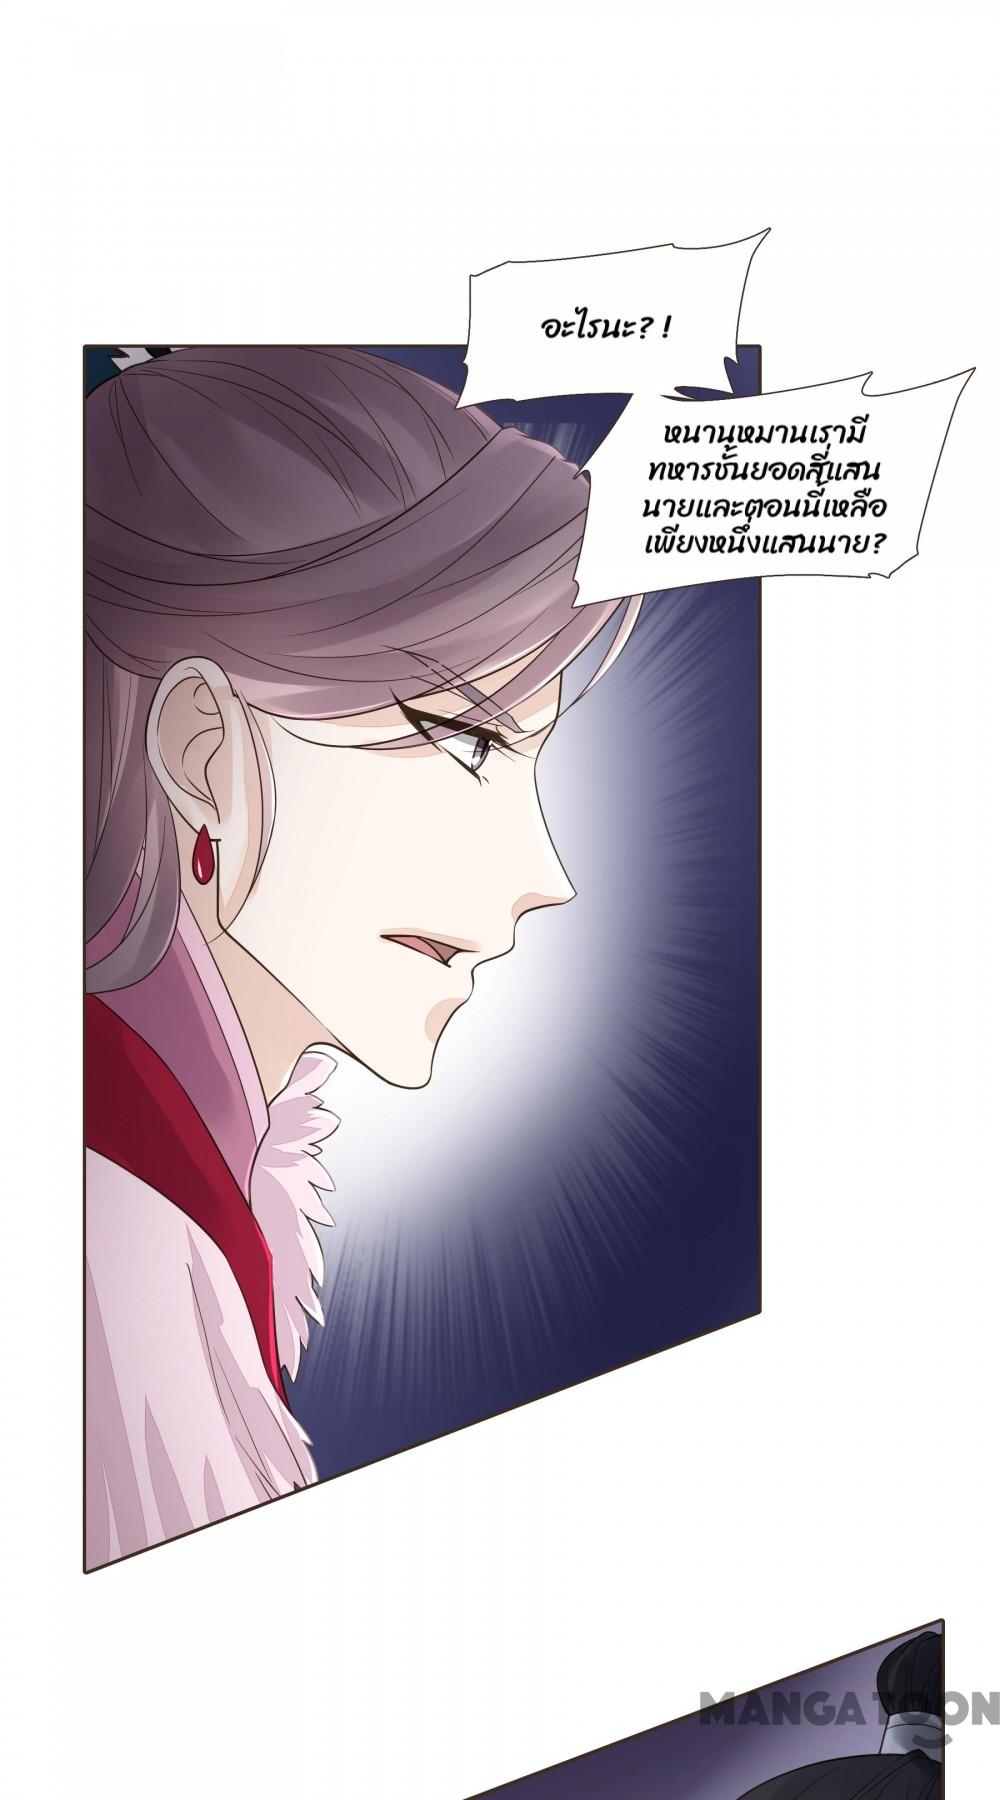 อะไรนะ?!
หนานหมานเรามี
ทหารชั้นยอดสี่แสน
นายและตอนนี้เหลือ
เพียงหนึ่งแสนนาย?
MANGATOON